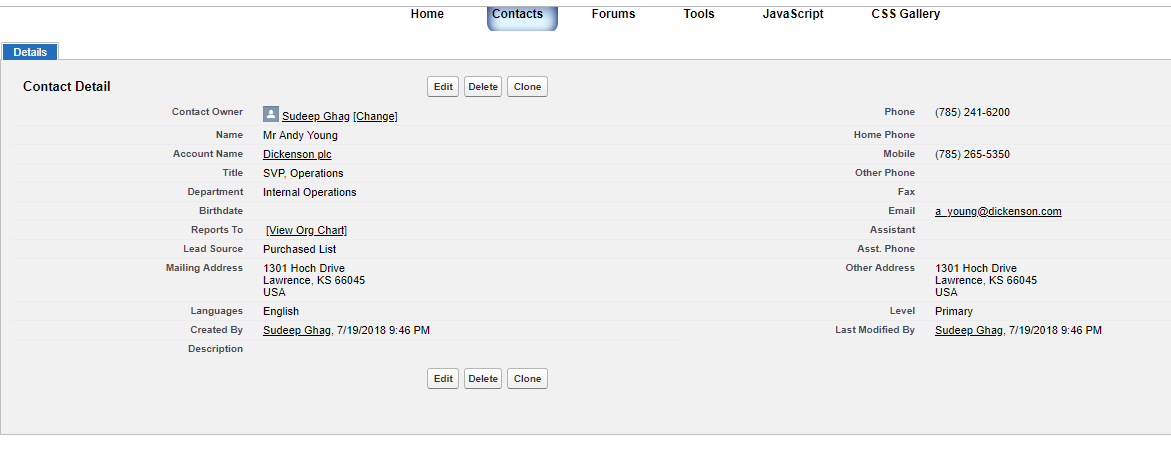 Home Contacts Forums Tools JavaScript CSS Gallery
Details
Contact Detail Edit Delete Clone
Contact Owner Sudeep Ghag [Change] Phone (785) 241-6200
Name Mr Andy Young Home Phone
Account Name Dickenson plc Mobile (785) 265-5350
Title SVP, Operations Other Phone
Department Internal Operations Fax
Birthdate Email a_young@dickenson.com
Reports To [View Org Chart] Assistant
Lead Source Purchased List Asst. Phone
Mailing Address 1301 Hoch Drive Other Address 1301 Hoch Drive
Lawrence, KS 66045 Lawrence, KS 66045
USA USA
Languages English Level Primary
Created By Sudeep Ghag, 7/19/2018 9:46 PM Last Modified By Sudeep Ghag, 7/19/2018 9:46 PM
Description
Edit Delete Clone